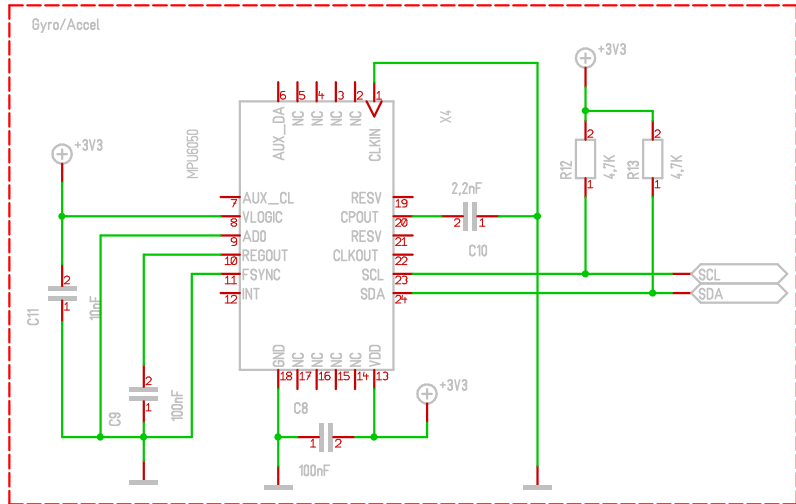 Gyro/Accel
+3V3
6 5 4 3 2 1
AUX_DA
NC
NC
NC
NC
CLKIN
X4
MPU6050
+3V3
R12
2
1
4,7K
R13
2
1
4,7K
AUX_CL
7
VLOGIC
8
AD0
9
REGOUT
10
FSYNC
11
INT
12
RESV
19
CPOUT
20
RESV
21
CLKOUT
22
SCL
23
SDA
24
2,2nF
2 1
C10
SCL
SDA
C11
2
1
10nF
GND
NC
NC
NC
NC
VDD
18 17 16 15 14 13
C9
2
1
100nF
+3V3
C8
1 2
100nF